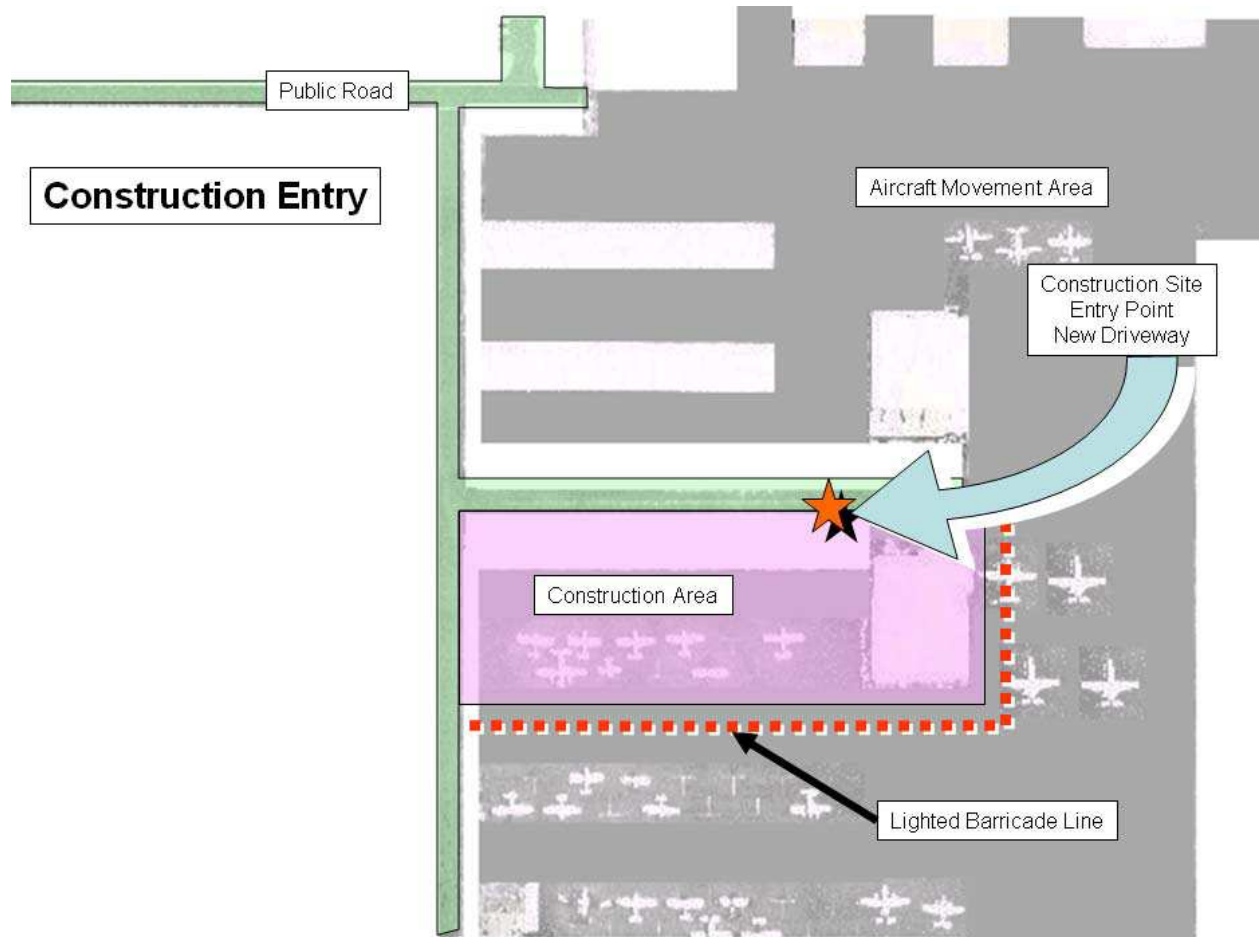 Public Road
Construction Entry
Aircraft Movement Area
Construction Site
Entry Point
New Driveway
Construction Area
Lighted Barricade Line